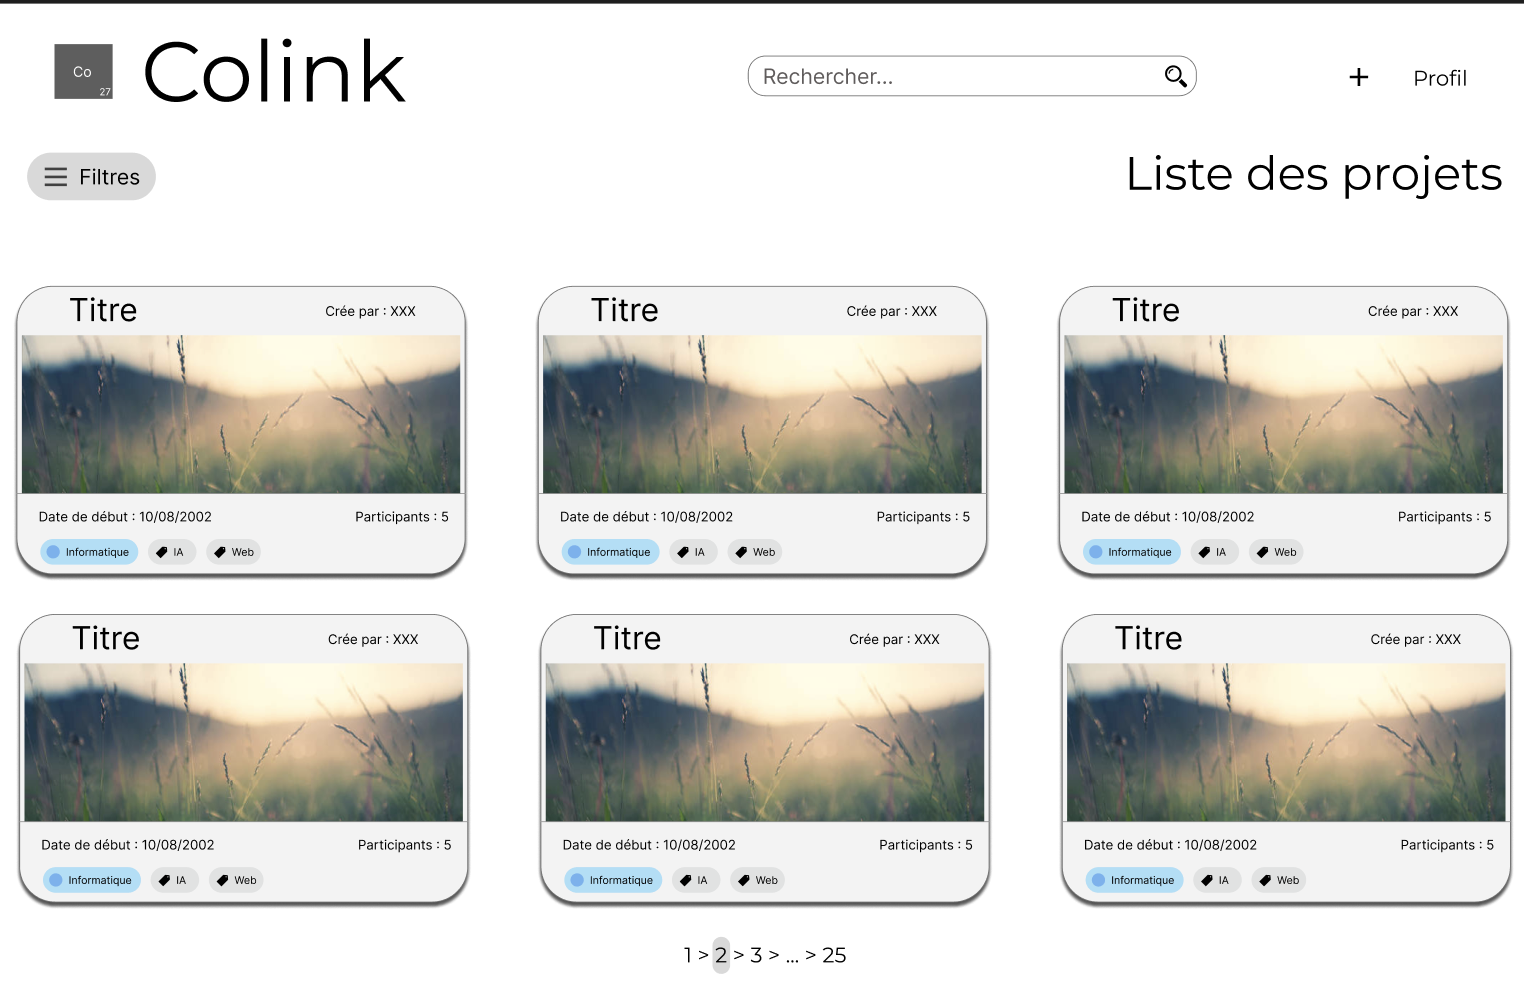 Co
27
Colink
Rechercher...
+
Profil
Filtres
Liste des projets
Titre Crée par : XXX
Date de début : 10/08/2002 Participants : 5
Informatique IA Web
Titre Crée par : XXX
Date de début : 10/08/2002 Participants : 5
Informatique IA Web
Titre Crée par : XXX
Date de début : 10/08/2002 Participants : 5
Informatique IA Web
Titre Crée par : XXX
Date de début : 10/08/2002 Participants : 5
Informatique IA Web
Titre Crée par : XXX
Date de début : 10/08/2002 Participants : 5
Informatique IA Web
Titre Crée par : XXX
Date de début : 10/08/2002 Participants : 5
Informatique IA Web
1 > 2 > 3 > ... > 25